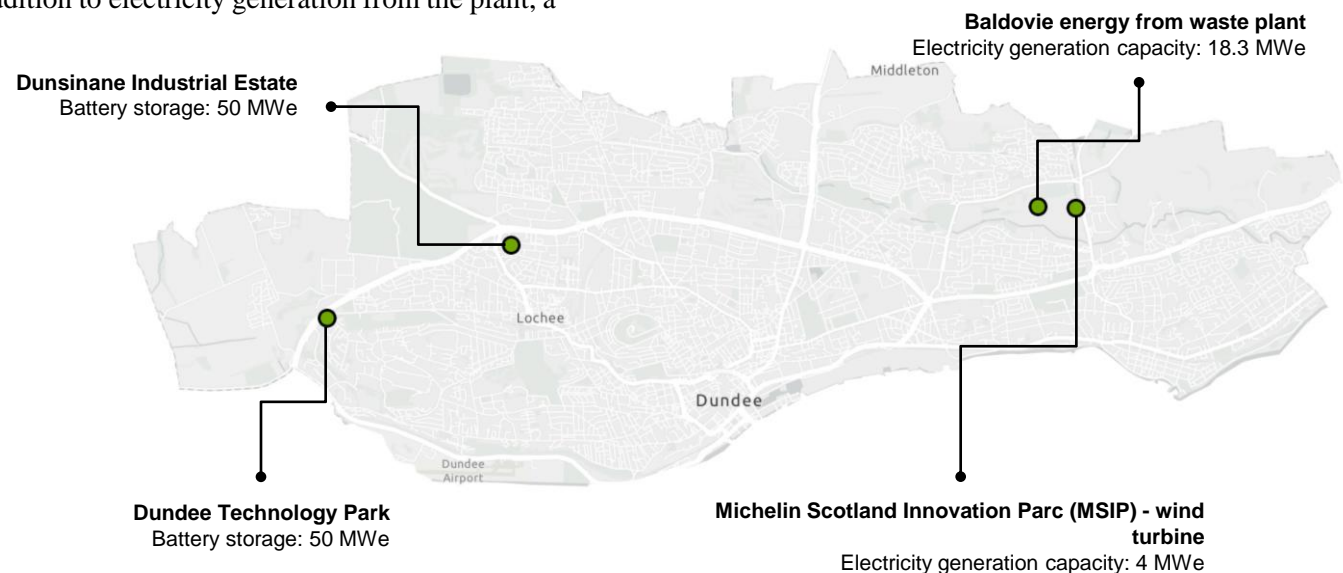 dition to electricity generation from the plant, a
Baldovie energy from waste plant
Electricity generation capacity: 18.3 MWe
Dunsinane Industrial Estate
Battery storage: 50 MWe
Middleton
Lochee
Dundee
Dundee
Airport
Dundee Technology Park
Battery storage: 50 MWe
Michelin Scotland Innovation Parc (MSIP) - wind
turbine
Electricity generation capacity: 4 MWe